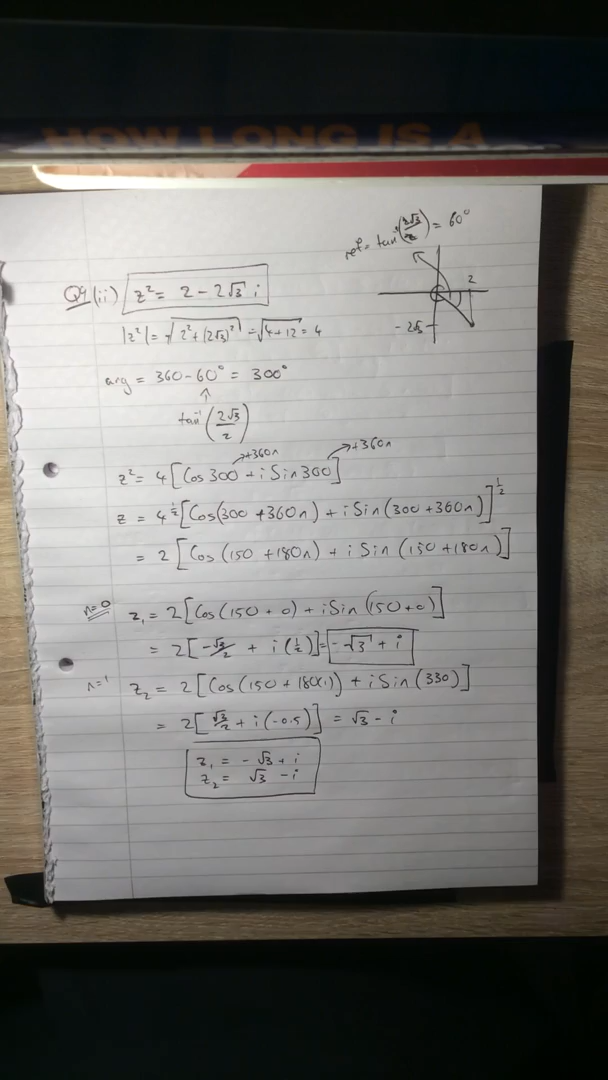 HOW LONG IS A
ref = tan⁻¹(2√3/2) = 60°
2
- 2√3
Q9 (ii) z² = 2 - 2√3 i
|z²| = √(2² + (2√3)²) = √(4 + 12) = 4
arg = 360 - 60° = 300°
tan⁻¹(2√3/2)
+360n +360n
z² = 4[Cos 300 + i Sin 300]
z = 4^½ [Cos(300 + 360n) + i Sin(300 + 360n)]^½
= 2 [Cos (150 + 180n) + i Sin (150 + 180n)]
n=0 z₁ = 2[Cos (150 + 0) + i Sin (150 + 0)]
= 2[-√3/2 + i (½)] = -√3 + i
n=1 z₂ = 2[Cos (150 + 180(1)) + i Sin (330)]
= 2[√3/2 + i (-0.5)] = √3 - i
z₁ = - √3 + i
z₂ = √3 - i